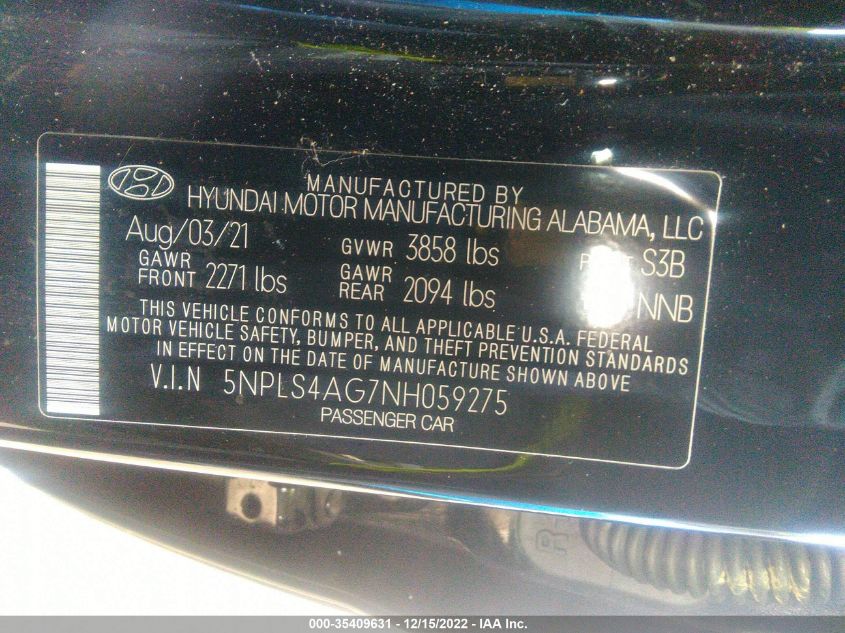 MANUFACTURED BY
HYUNDAI MOTOR MANUFACTURING ALABAMA, LLC
Aug/03/21 GVWR 3858 lbs S3B
GAWR FRONT 2271 lbs GAWR REAR 2094 lbs NNB
THIS VEHICLE CONFORMS TO ALL APPLICABLE U.S.A. FEDERAL
MOTOR VEHICLE SAFETY, BUMPER, AND THEFT PREVENTION STANDARDS
IN EFFECT ON THE DATE OF MANUFACTURE SHOWN ABOVE
V.I.N 5NPLS4AG7NH059275
PASSENGER CAR
000-35409631 - 12/15/2022 - IAA Inc.